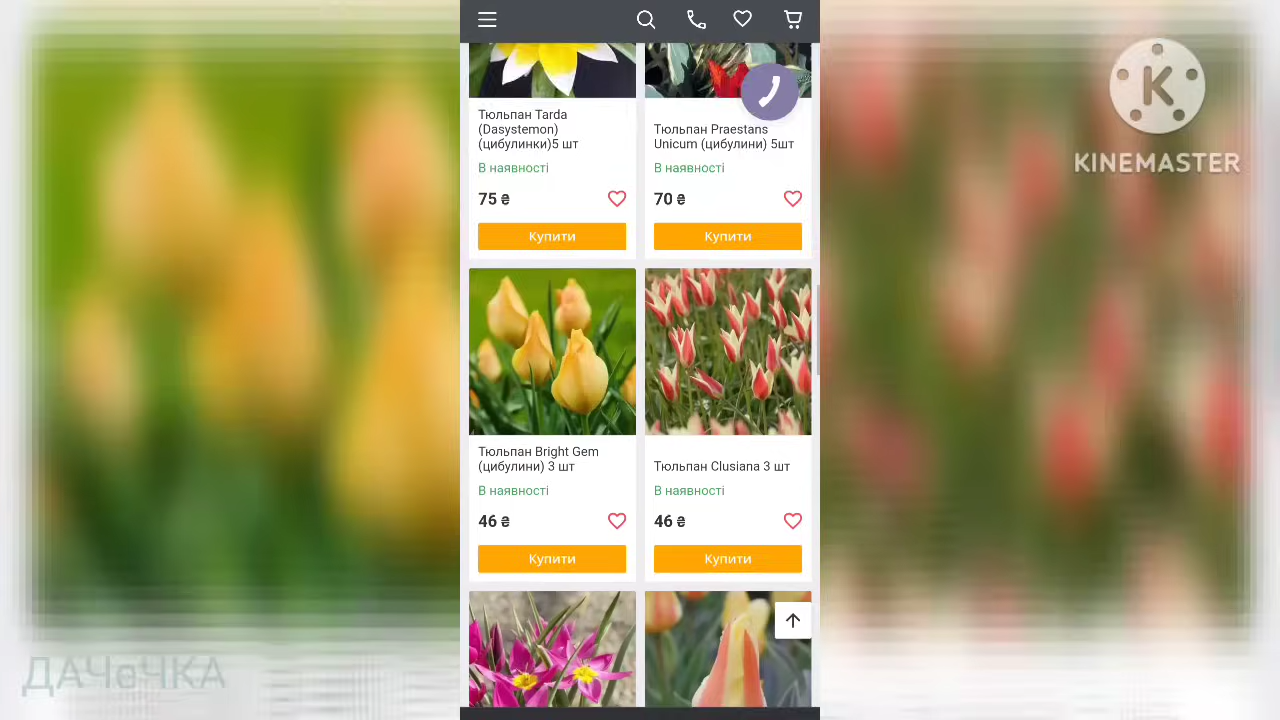 Тюльпан Tarda
(Dasystemon)
(цибулинки)5 шт
В наявності
75 ₴
Купити
Тюльпан Praestans
Unicum (цибулини) 5шт
В наявності
70 ₴
Купити
Тюльпан Bright Gem
(цибулини) 3 шт
В наявності
46 ₴
Купити
Тюльпан Clusiana 3 шт
В наявності
46 ₴
Купити
K
KINEMASTER
ДАЧеЧКА